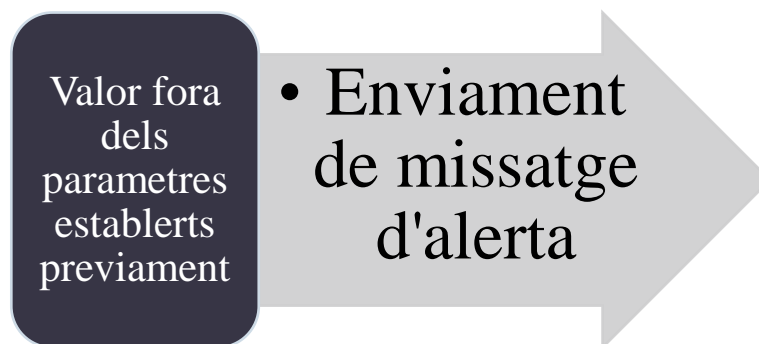 Valor fora
dels
parametres
establerts
previament
• Enviament
de missatge
d'alerta